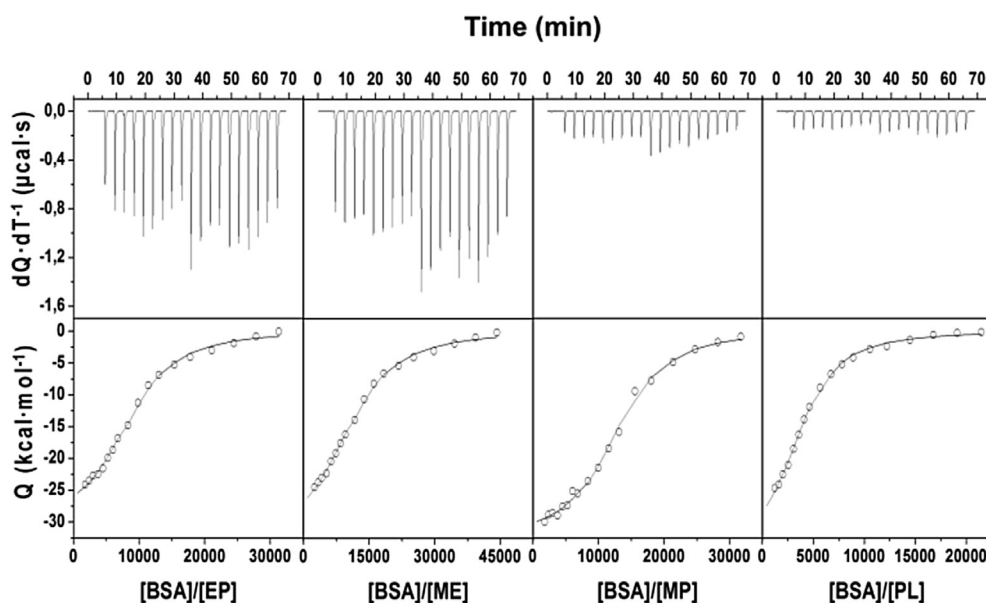 Time (min)
0 10 20 30 40 50 60 70 0 10 20 30 40 50 60 70 0 10 20 30 40 50 60 70 0 10 20 30 40 50 60 70
dQ·dT⁻¹ (μcal·s)
0,0
-0,4
-0,8
-1,2
-1,6
Q (kcal·mol⁻¹)
0
-5
-10
-15
-20
-25
-30
0 10000 20000 30000 0 15000 30000 45000 0 10000 20000 30000 0 5000 10000 15000 20000
[BSA]/[EP] [BSA]/[ME] [BSA]/[MP] [BSA]/[PL]